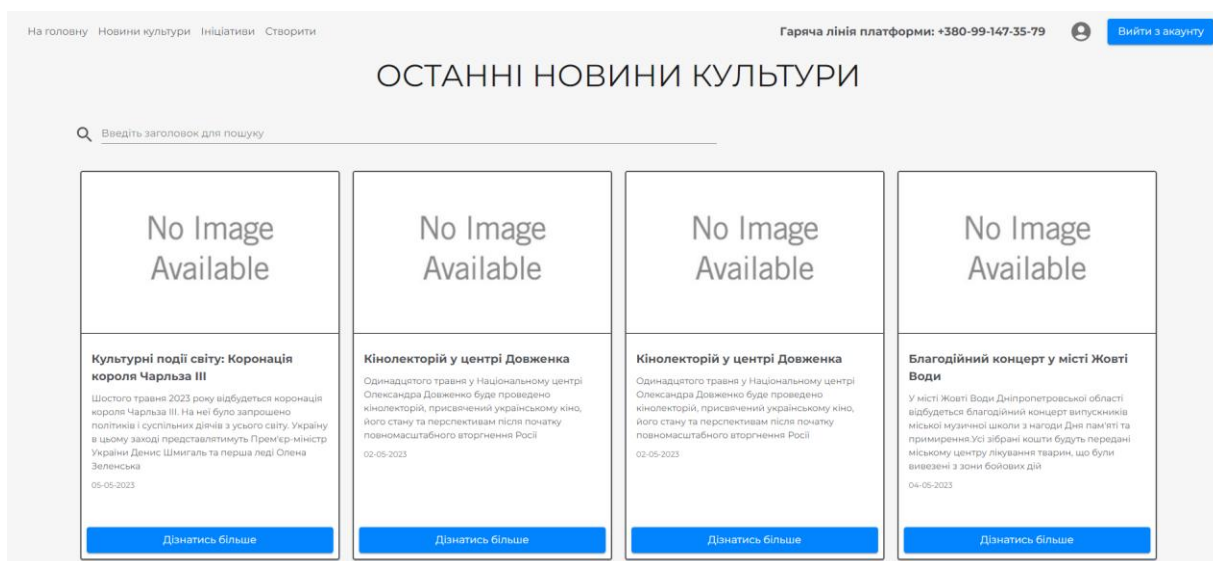 На головну Новини культури Ініціативи Створити
Гаряча лінія платформи: +380-99-147-35-79
Вийти з акаунту
ОСТАННІ НОВИНИ КУЛЬТУРИ
Введіть заголовок для пошуку
No Image
Available
Культурні події світу: Коронація
короля Чарльза III
Шостого травня 2023 року відбудеться коронація
короля Чарльза III. На неї було запрошено
політиків і суспільних діячів з усього світу. Україну
в цьому заході представлятимуть Прем'єр-міністр
України Денис Шмигаль та перша леді Олена
Зеленська
05-05-2023
Дізнатись більше
No Image
Available
Кінолекторій у центрі Довженка
Одинадцятого травня у Національному центрі
Олександра Довженко буде проведено
кінолекторій, присвячений українському кіно,
його стану та перспективам після початку
повномасштабного вторгнення Росії
02-05-2023
Дізнатись більше
No Image
Available
Кінолекторій у центрі Довженка
Одинадцятого травня у Національному центрі
Олександра Довженко буде проведено
кінолекторій, присвячений українському кіно,
його стану та перспективам після початку
повномасштабного вторгнення Росії
02-05-2023
Дізнатись більше
No Image
Available
Благодійний концерт у місті Жовті
Води
У місті Жовті Води Дніпропетровської області
відбудеться благодійний концерт випускників
міської музичної школи з нагоди Дня пам'яті та
примирення.Усі зібрані кошти будуть передані
міському центру лікування тварин, що були
вивезені з зони бойових дій
04-05-2023
Дізнатись більше